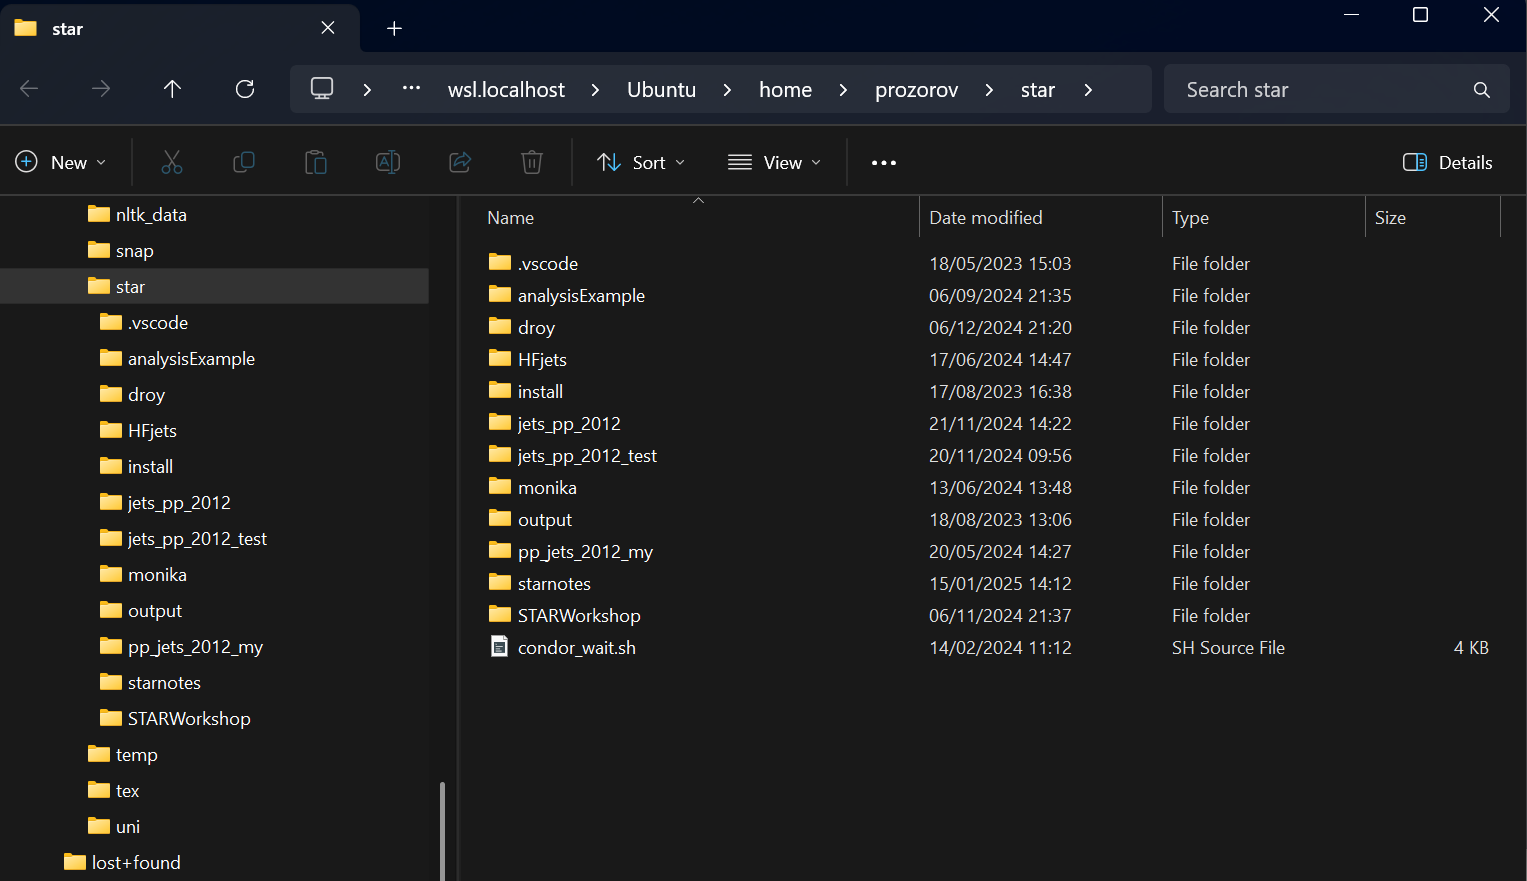 star
wsl.localhost Ubuntu home prozorov star
Search star
New Sort View Details
nltk_data
snap
star
.vscode
analysisExample
droy
HFjets
install
jets_pp_2012
jets_pp_2012_test
monika
output
pp_jets_2012_my
starnotes
STARWorkshop
temp
tex
uni
lost+found
Name Date modified Type Size
.vscode 18/05/2023 15:03 File folder
analysisExample 06/09/2024 21:35 File folder
droy 06/12/2024 21:20 File folder
HFjets 17/06/2024 14:47 File folder
install 17/08/2023 16:38 File folder
jets_pp_2012 21/11/2024 14:22 File folder
jets_pp_2012_test 20/11/2024 09:56 File folder
monika 13/06/2024 13:48 File folder
output 18/08/2023 13:06 File folder
pp_jets_2012_my 20/05/2024 14:27 File folder
starnotes 15/01/2025 14:12 File folder
STARWorkshop 06/11/2024 21:37 File folder
condor_wait.sh 14/02/2024 11:12 SH Source File 4 KB